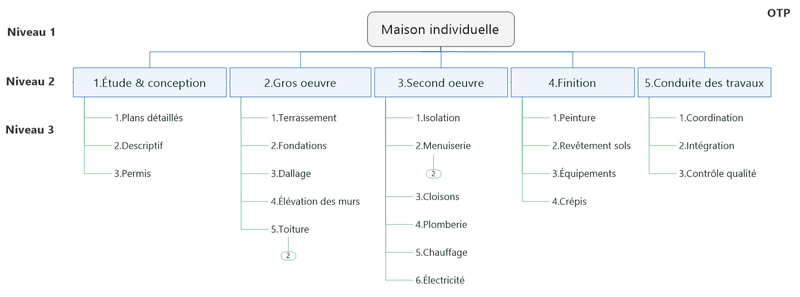 OTP
Niveau 1
Maison individuelle
Niveau 2
1.Étude & conception
2.Gros oeuvre
3.Second oeuvre
4.Finition
5.Conduite des travaux
Niveau 3
1.Plans détaillés
2.Descriptif
3.Permis
1.Terrassement
2.Fondations
3.Dallage
4.Élévation des murs
5.Toiture
2
1.Isolation
2.Menuiserie
2
3.Cloisons
4.Plomberie
5.Chauffage
6.Électricité
1.Peinture
2.Revêtement sols
3.Équipements
4.Crépis
1.Coordination
2.Intégration
3.Contrôle qualité